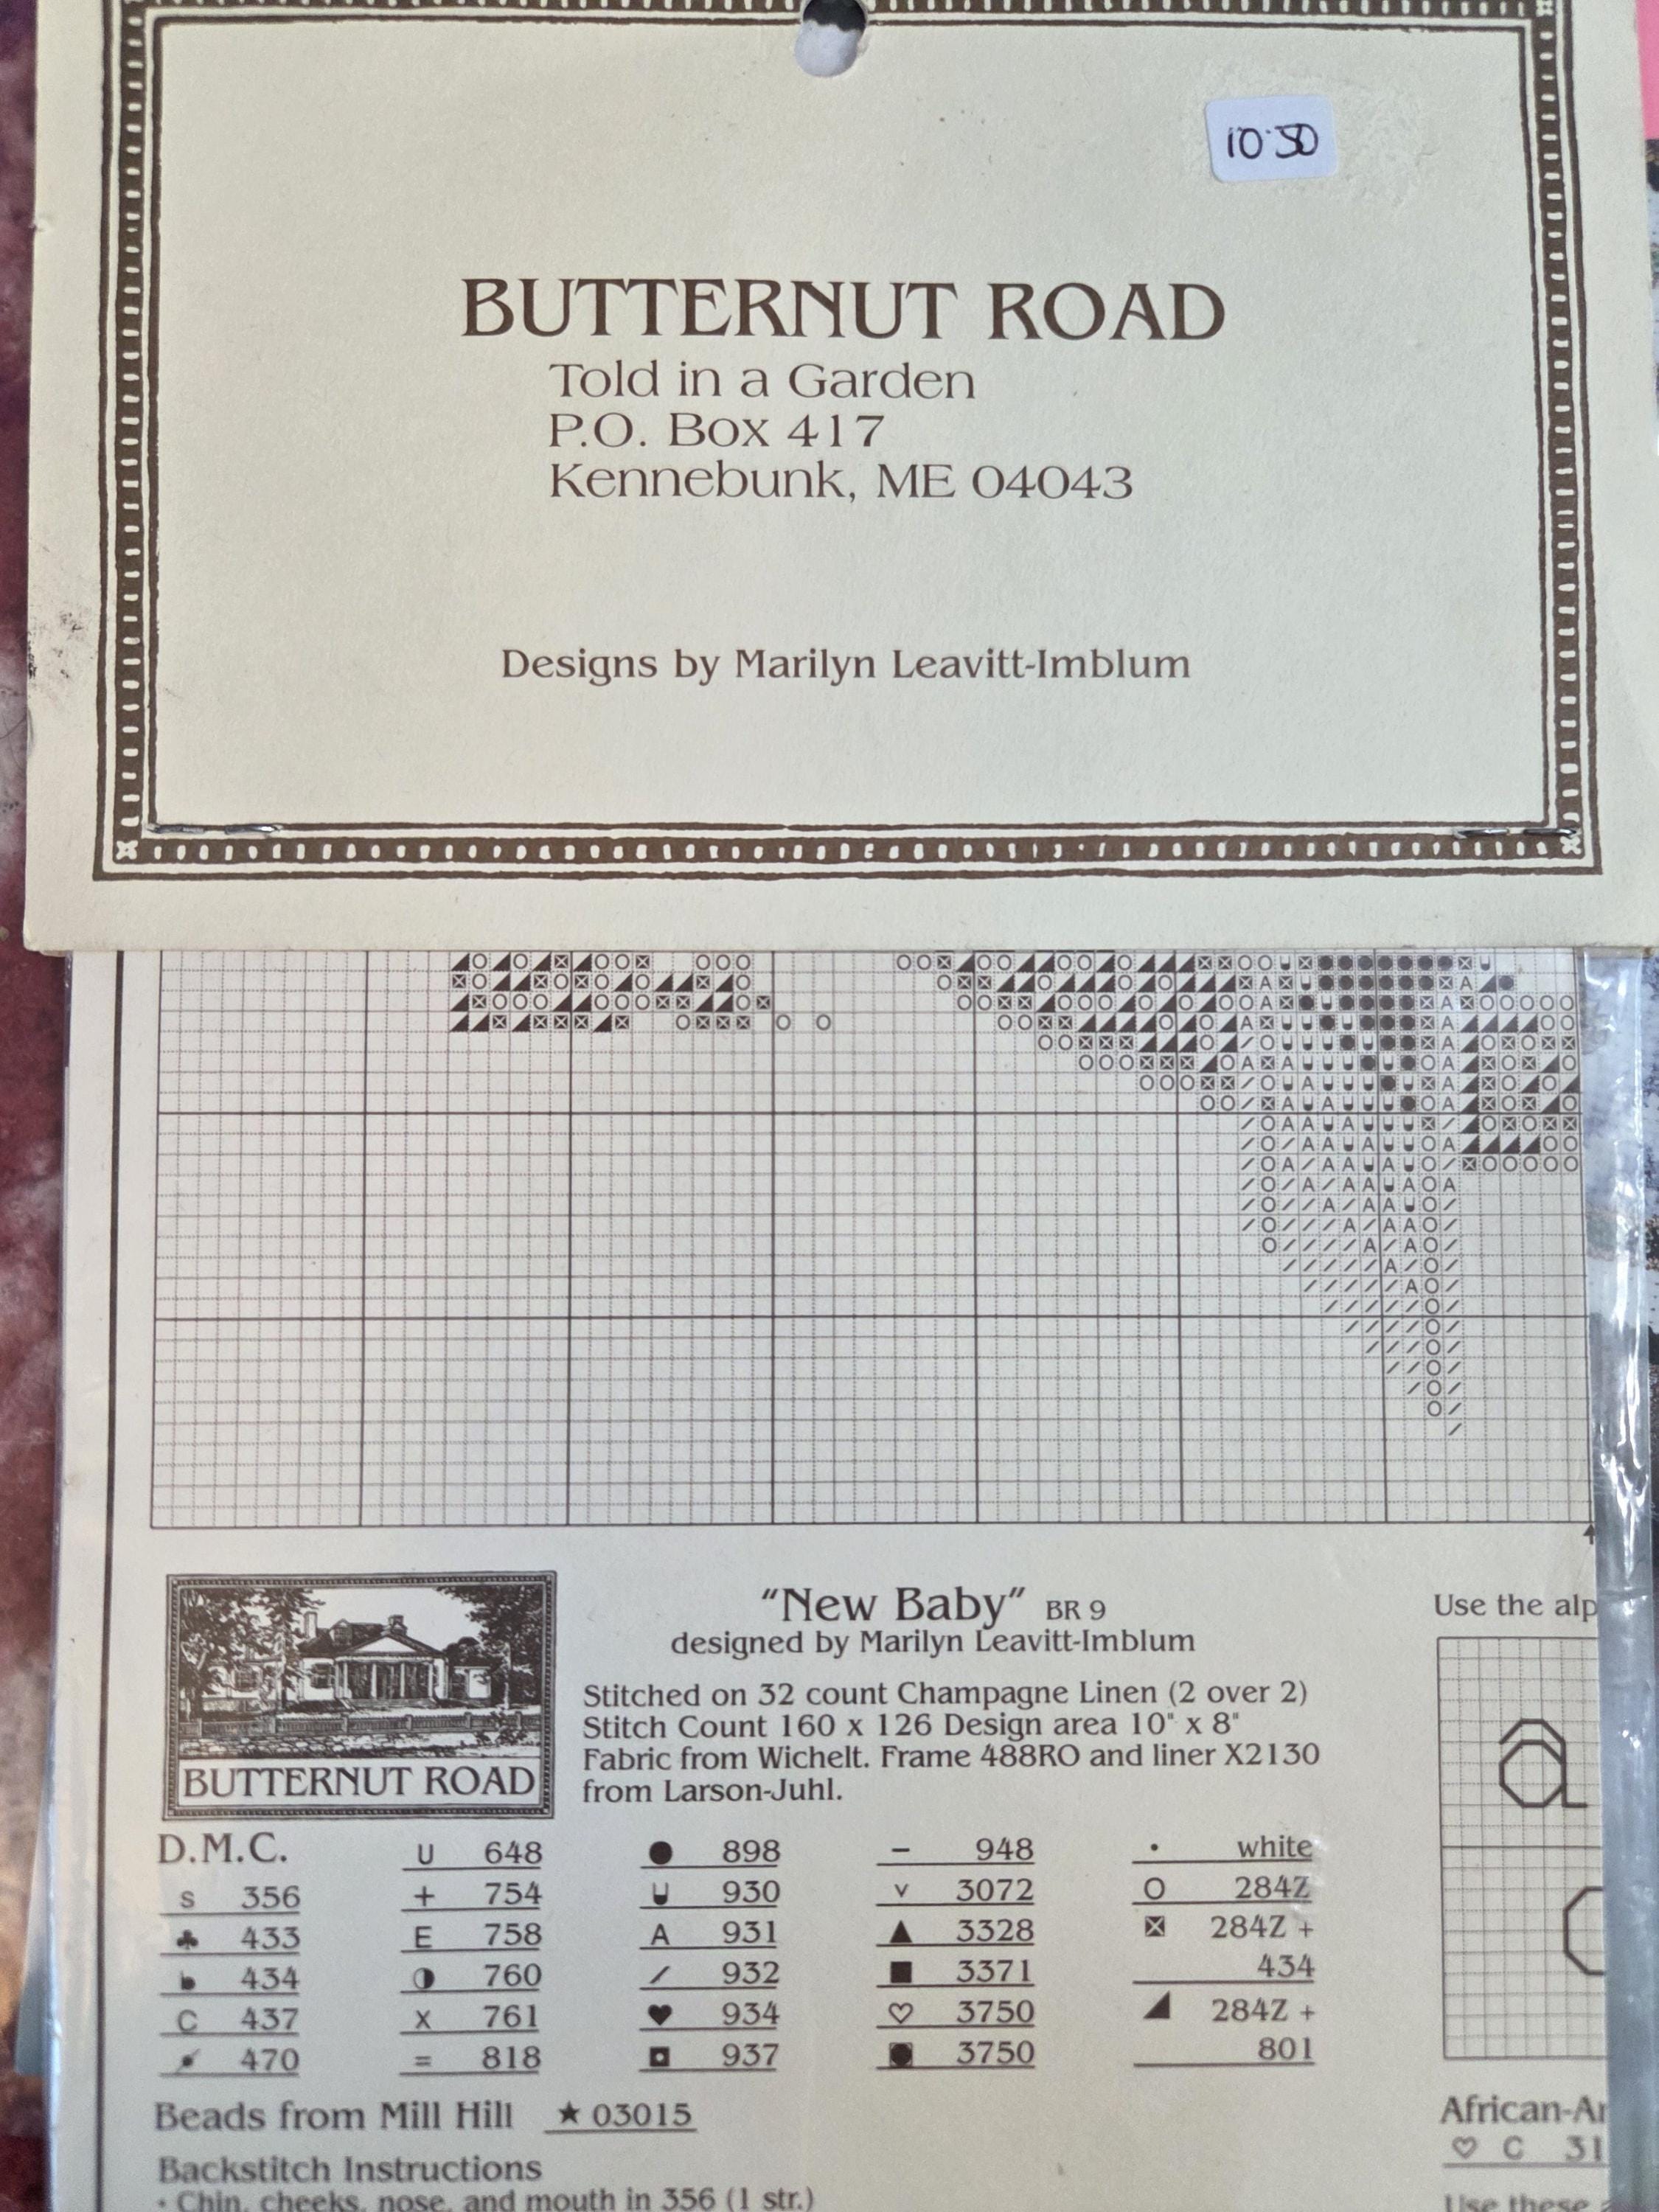 10·50
BUTTERNUT ROAD
Told in a Garden
P.O. Box 417
Kennebunk, ME 04043
Designs by Marilyn Leavitt-Imblum
"New Baby" BR 9
designed by Marilyn Leavitt-Imblum
Stitched on 32 count Champagne Linen (2 over 2)
Stitch Count 160 x 126 Design area 10" x 8"
Fabric from Wichelt. Frame 488RO and liner X2130
from Larson-Juhl.
BUTTERNUT ROAD
Use the alp
a
D.M.C.
s 356
♣ 433
434
C 437
470
U 648
+ 754
E 758
◑ 760
X 761
= 818
● 898
930
A 931
/ 932
♥ 934
◘ 937
– 948
v 3072
▲ 3328
■ 3371
♡ 3750
3750
· white
O 284Z
⊠ 284Z +
434
◢ 284Z +
801
Beads from Mill Hill ★ 03015
Backstitch Instructions
• Chin, cheeks, nose, and mouth in 356 (1 str.)
African-Ar
♡ C 31
Use these